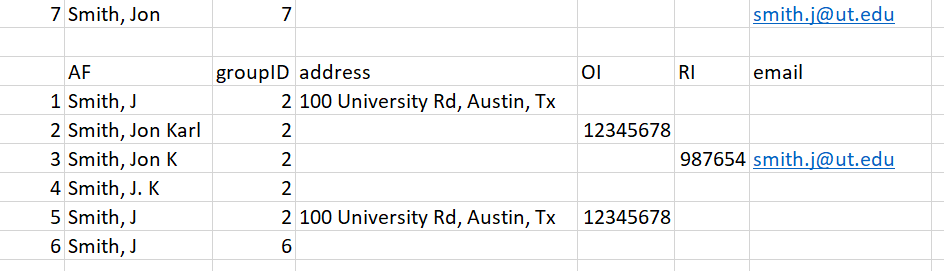 7 Smith, Jon 7 smith.j@ut.edu
AF groupID address OI RI email
1 Smith, J 2 100 University Rd, Austin, Tx
2 Smith, Jon Karl 2 12345678
3 Smith, Jon K 2 987654 smith.j@ut.edu
4 Smith, J. K 2
5 Smith, J 2 100 University Rd, Austin, Tx 12345678
6 Smith, J 6